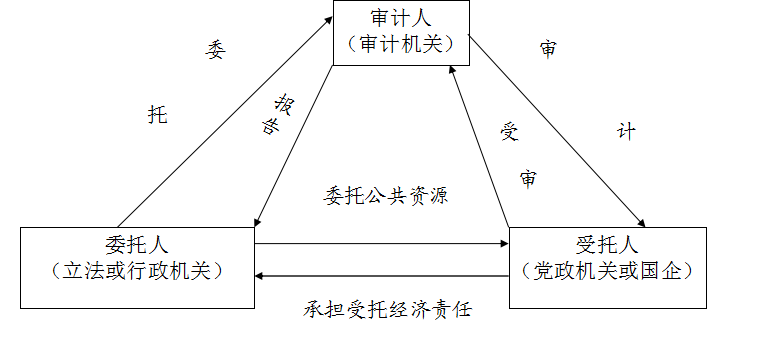 审计人
（审计机关）
委托
审计
报告
受审
委托公共资源
委托人
（立法或行政机关）
受托人
（党政机关或国企）
承担受托经济责任